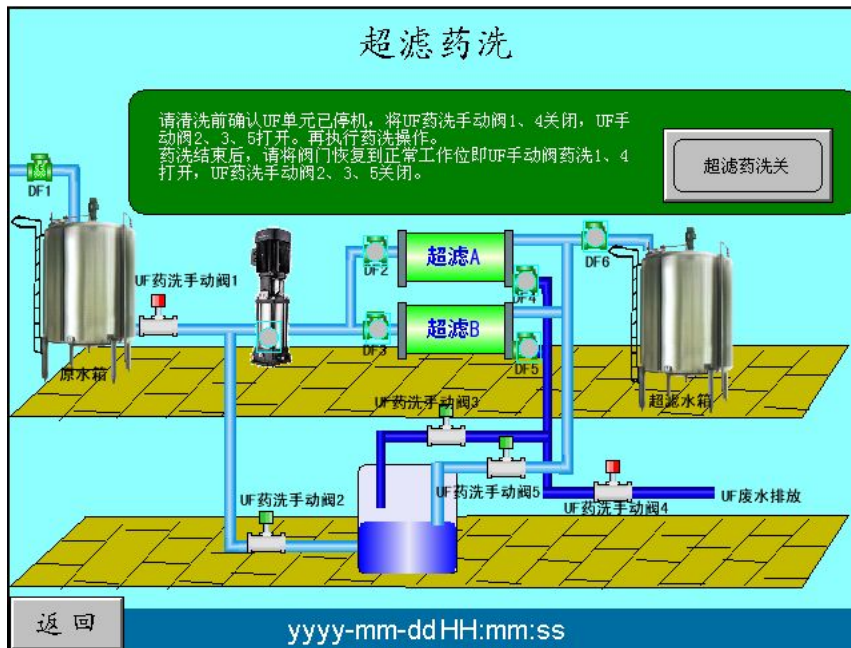 超滤药洗
请清洗前确认UF单元已停机，将UF药洗手动阀1、4关闭，UF手
动阀2、3、5打开。再执行药洗操作。
药洗结束后，请将阀门恢复到正常工作位即UF手动阀药洗1、4
打开，UF药洗手动阀2、3、5关闭。
超滤药洗关
DF1
DF2
超滤A
DF4
DF6
UF药洗手动阀1
DF3
超滤B
DF5
原水箱
超滤水箱
UF药洗手动阀3
UF药洗手动阀2
UF药洗手动阀5
UF药洗手动阀4
UF废水排放
返回
yyyy-mm-ddHH:mm:ss